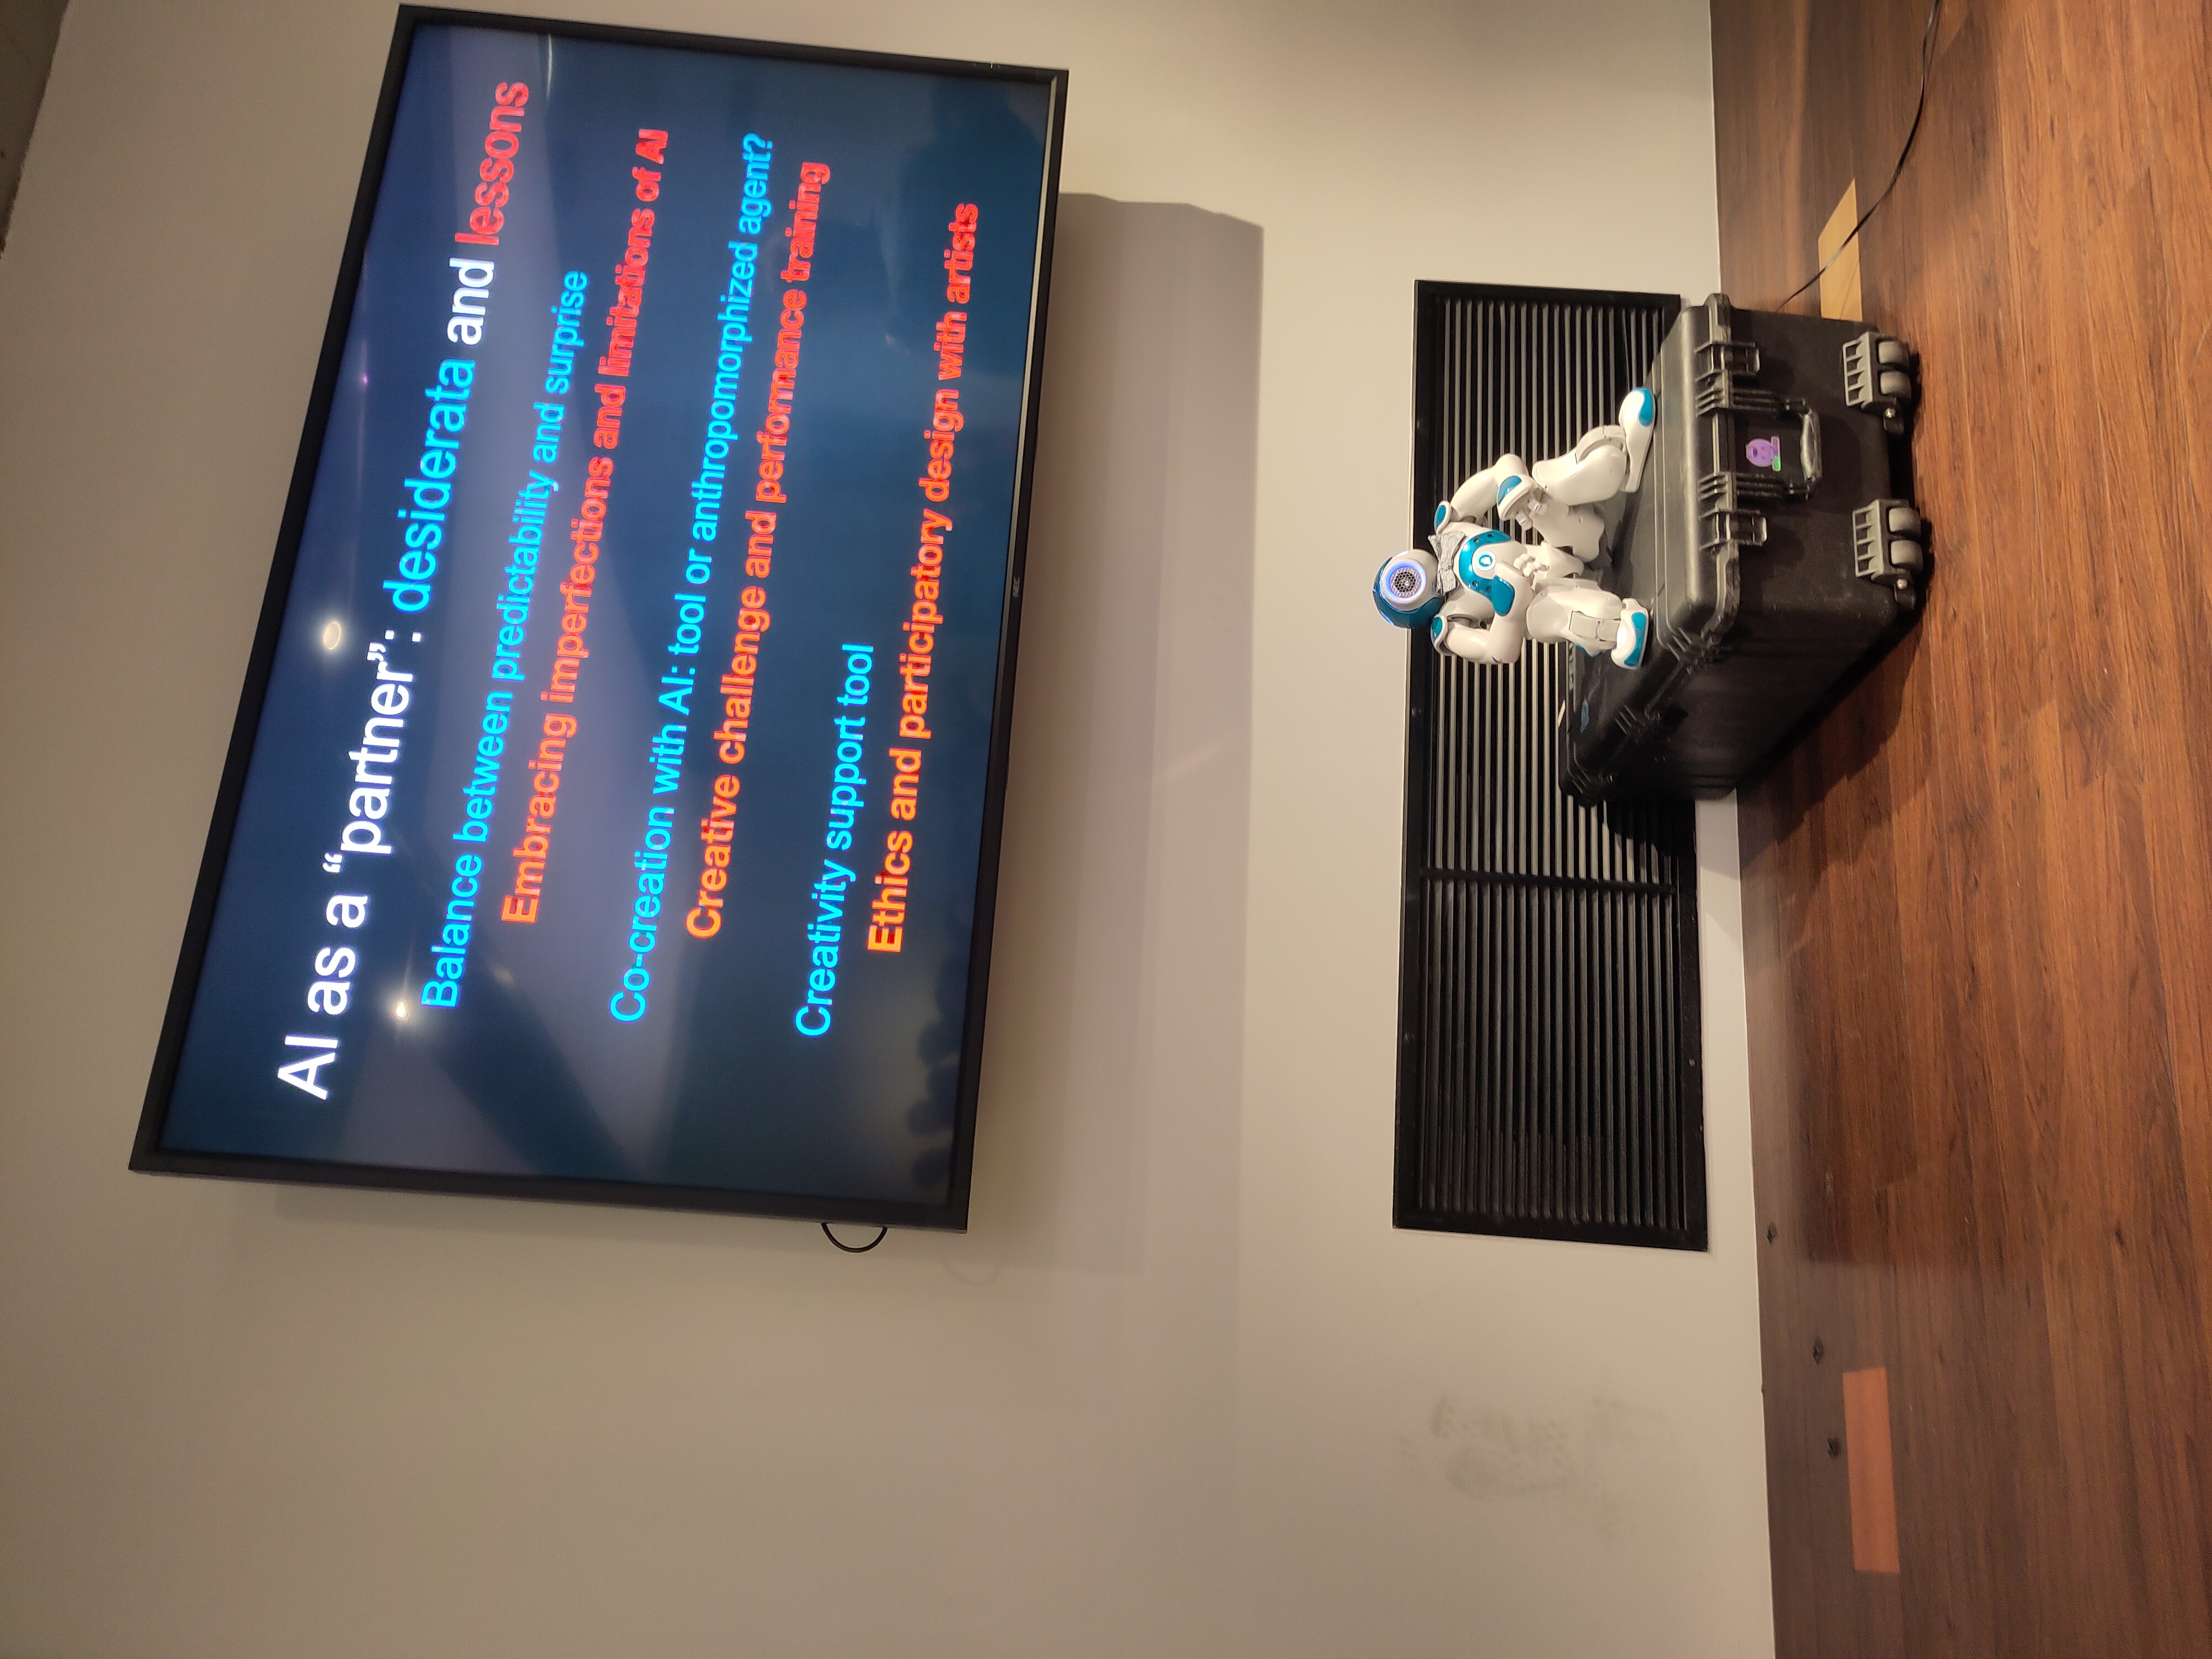 AI as a “partner”: desiderata and lessons
Balance between predictability and surprise
Embracing imperfections and limitations of AI
Co-creation with AI: tool or anthropomorphized agent?
Creative challenge and performance training
Creativity support tool
Ethics and participatory design with artists
NEC